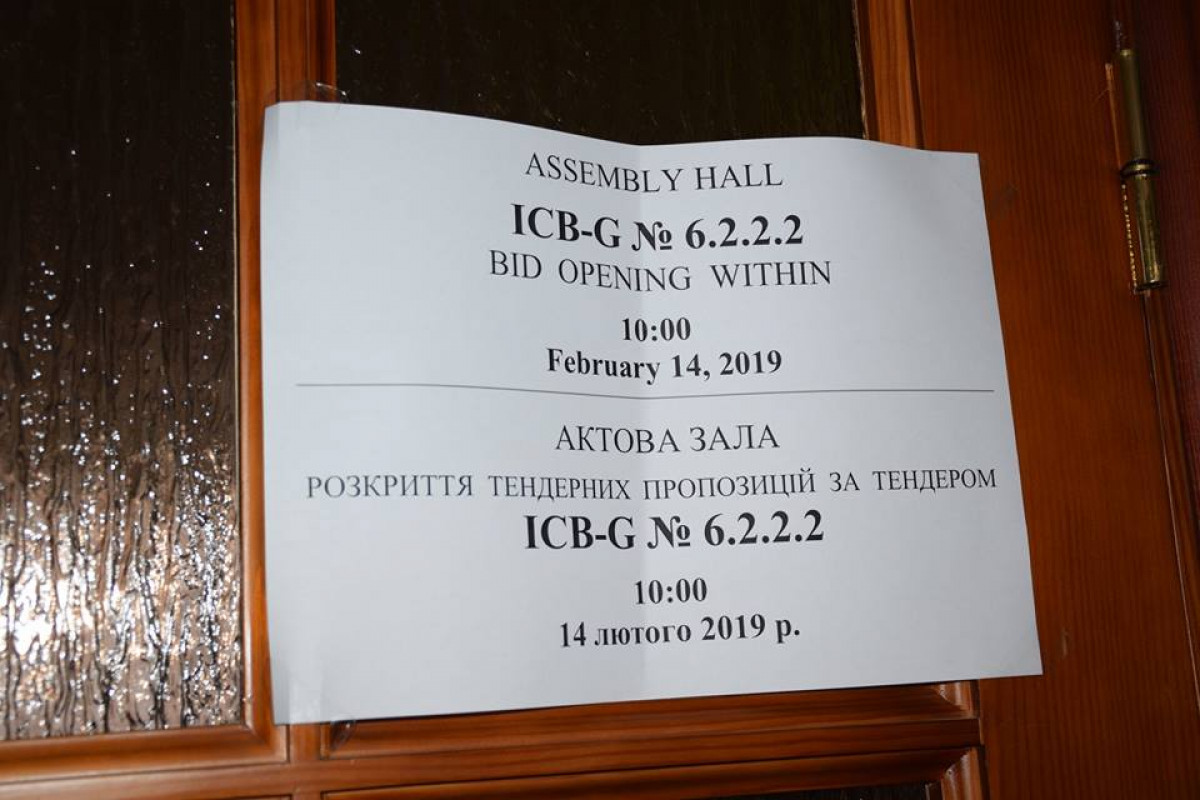 ASSEMBLY HALL
ICB-G № 6.2.2.2
BID OPENING WITHIN
10:00
February 14, 2019
АКТОВА ЗАЛА
РОЗКРИТТЯ ТЕНДЕРНИХ ПРОПОЗИЦІЙ ЗА ТЕНДЕРОМ
ICB-G № 6.2.2.2
10:00
14 лютого 2019 р.